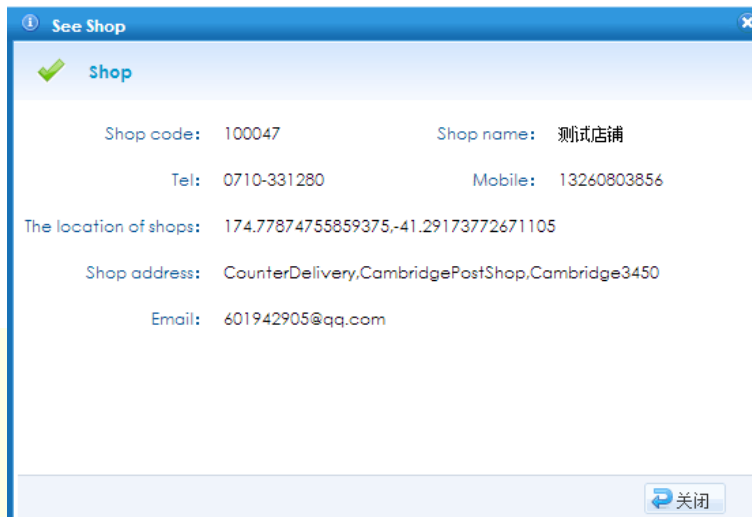 See Shop
Shop
Shop code: 100047 Shop name: 测试店铺
Tel: 0710-331280 Mobile: 13260803856
The location of shops: 174.77874755859375,-41.29173772671105
Shop address: CounterDelivery,CambridgePostShop,Cambridge3450
Email: 601942905@qq.com
关闭